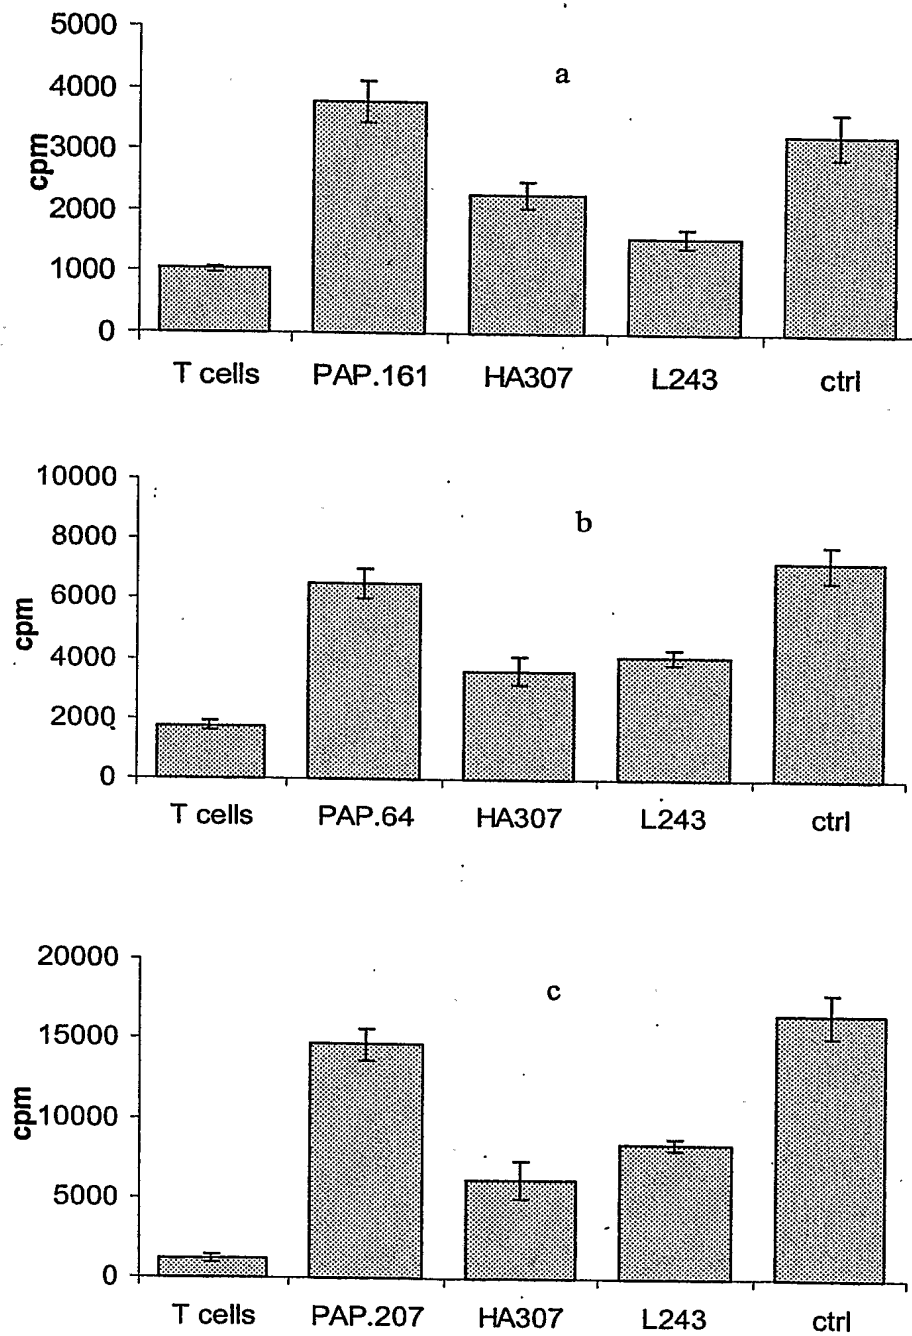 a
cpm
5000
4000
3000
2000
1000
0
T cells PAP.161 HA307 L243 ctrl
b
cpm
10000
8000
6000
4000
2000
0
T cells PAP.64 HA307 L243 ctrl
c
cpm
20000
15000
10000
5000
0
T cells PAP.207 HA307 L243 ctrl